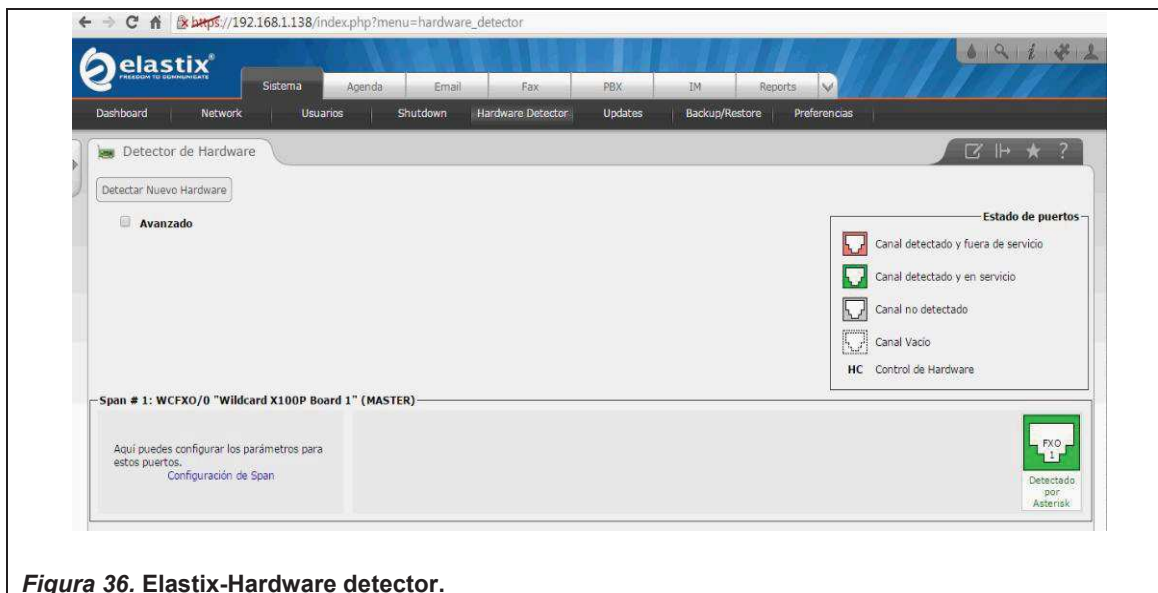 https://192.168.1.138/index.php?menu=hardware_detector
elastix®
FREEDOM TO COMMUNICATE
Sistema Agenda Email Fax PBX IM Reports
Dashboard Network Usuarios Shutdown Hardware Detector Updates Backup/Restore Preferencias
Detector de Hardware
Detectar Nuevo Hardware
Avanzado
Estado de puertos
Canal detectado y fuera de servicio
Canal detectado y en servicio
Canal no detectado
Canal Vacío
HC Control de Hardware
Span # 1: WCFXO/0 "Wildcard X100P Board 1" (MASTER)
Aquí puedes configurar los parámetros para
estos puertos.
Configuración de Span
FXO
1
Detectado
por
Asterisk
Figura 36. Elastix-Hardware detector.